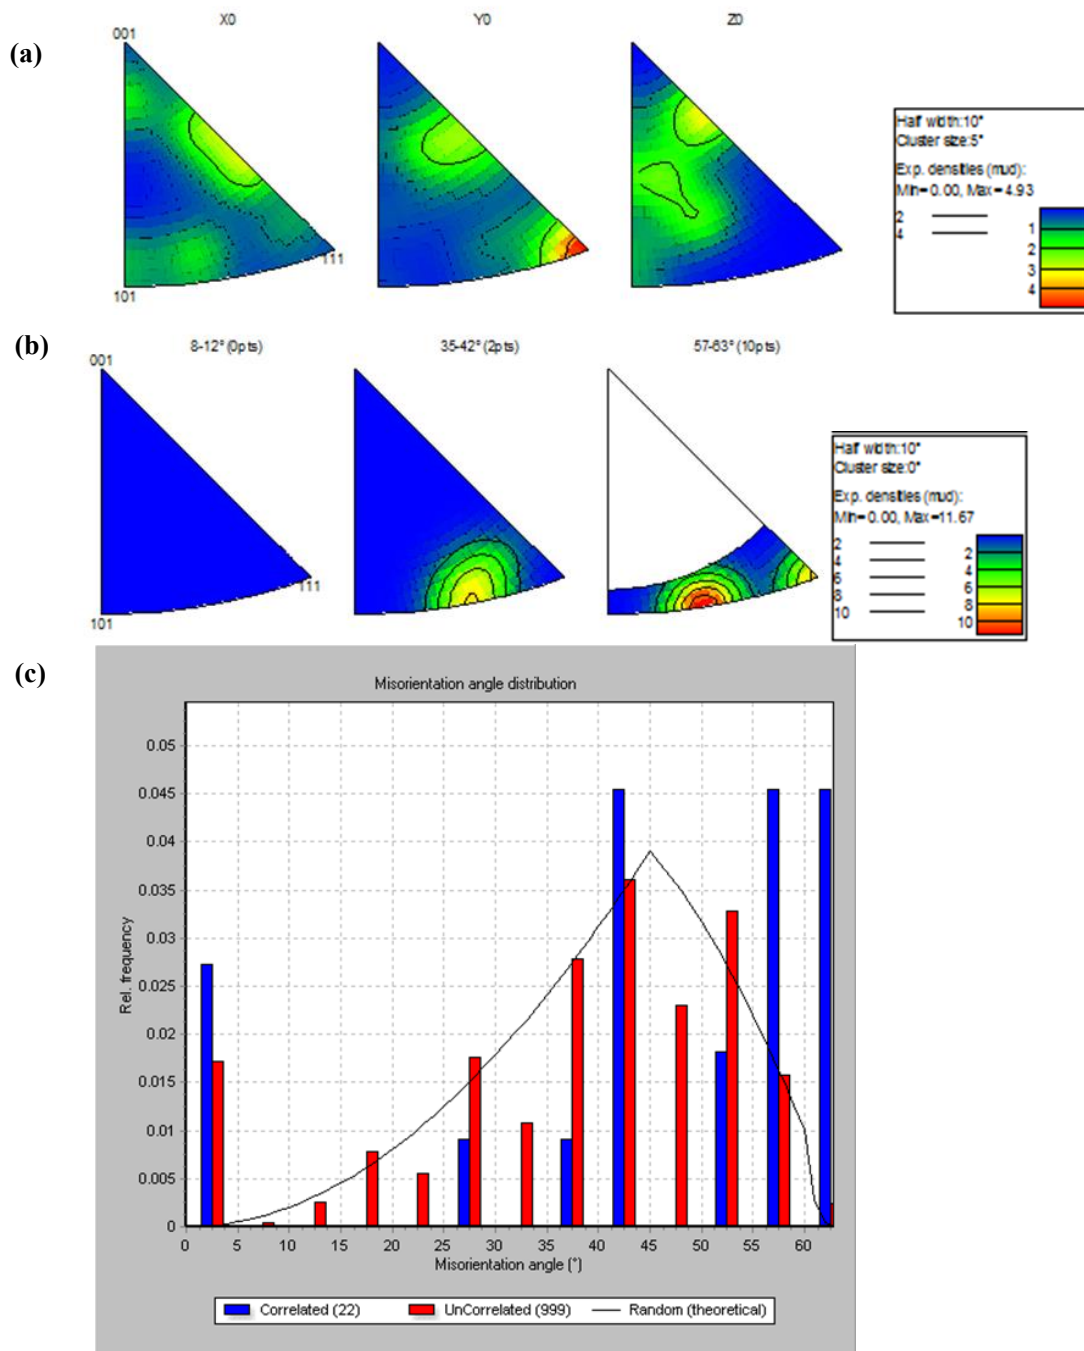 (a)
X0
Y0
Z0
001
111
101
Half width:10°
Cluster size:5°
Exp. densities (mud):
Min= 0.00, Max= 4.93
2
4
1
2
3
4
(b)
8-12° (0pts)
35-42° (2pts)
57-63° (10pts)
001
111
101
Half width:10°
Cluster size:0°
Exp. densities (mud):
Min= 0.00, Max=11.67
2
4
6
8
10
2
4
6
8
10
(c)
Misorientation angle distribution
Rel. frequency
0.05
0.045
0.04
0.035
0.03
0.025
0.02
0.015
0.01
0.005
0
0 5 10 15 20 25 30 35 40 45 50 55 60
Misorientation angle (°)
Correlated (22) UnCorrelated (999) Random (theoretical)